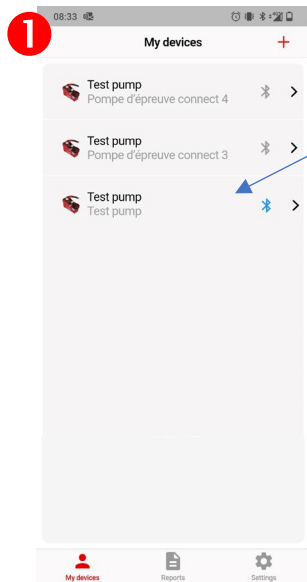 1
08:33
My devices
+
Test pump
Pompe d'épreuve connect 4
Test pump
Pompe d'épreuve connect 3
Test pump
Test pump
My devices
Reports
Settings